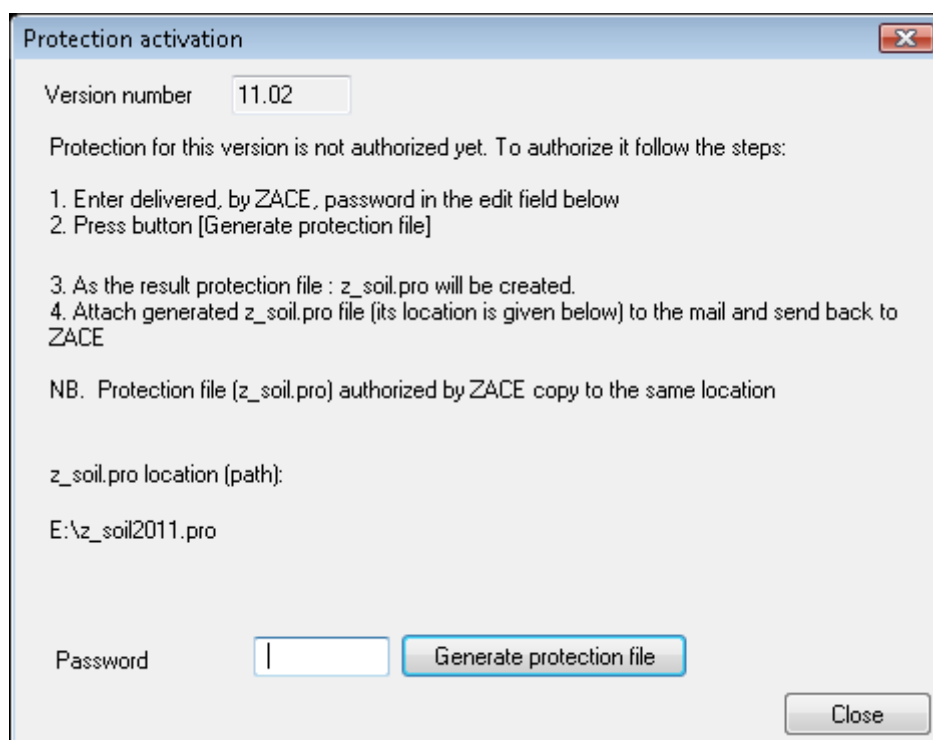 Protection activation
Version number 11.02
Protection for this version is not authorized yet. To authorize it follow the steps:
1. Enter delivered, by ZACE, password in the edit field below
2. Press button [Generate protection file]
3. As the result protection file : z_soil.pro will be created.
4. Attach generated z_soil.pro file (its location is given below) to the mail and send back to
ZACE
NB. Protection file (z_soil.pro) authorized by ZACE copy to the same location
z_soil.pro location (path):
E:\z_soil2011.pro
Password Generate protection file
Close